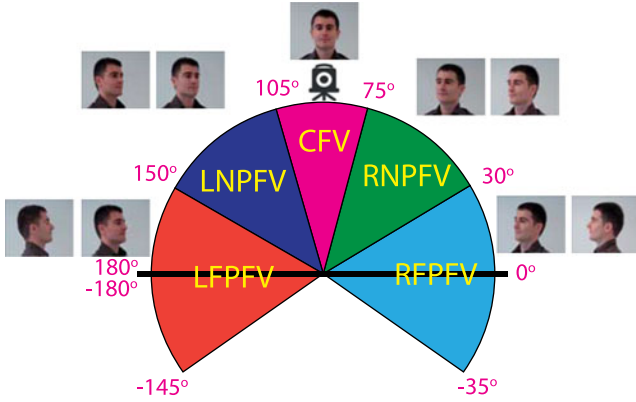 105º
75º
CFV
LNPFV
RNPFV
150º
30º
180º
-180º
LFPFV
RFPFV
0º
-145º
-35º